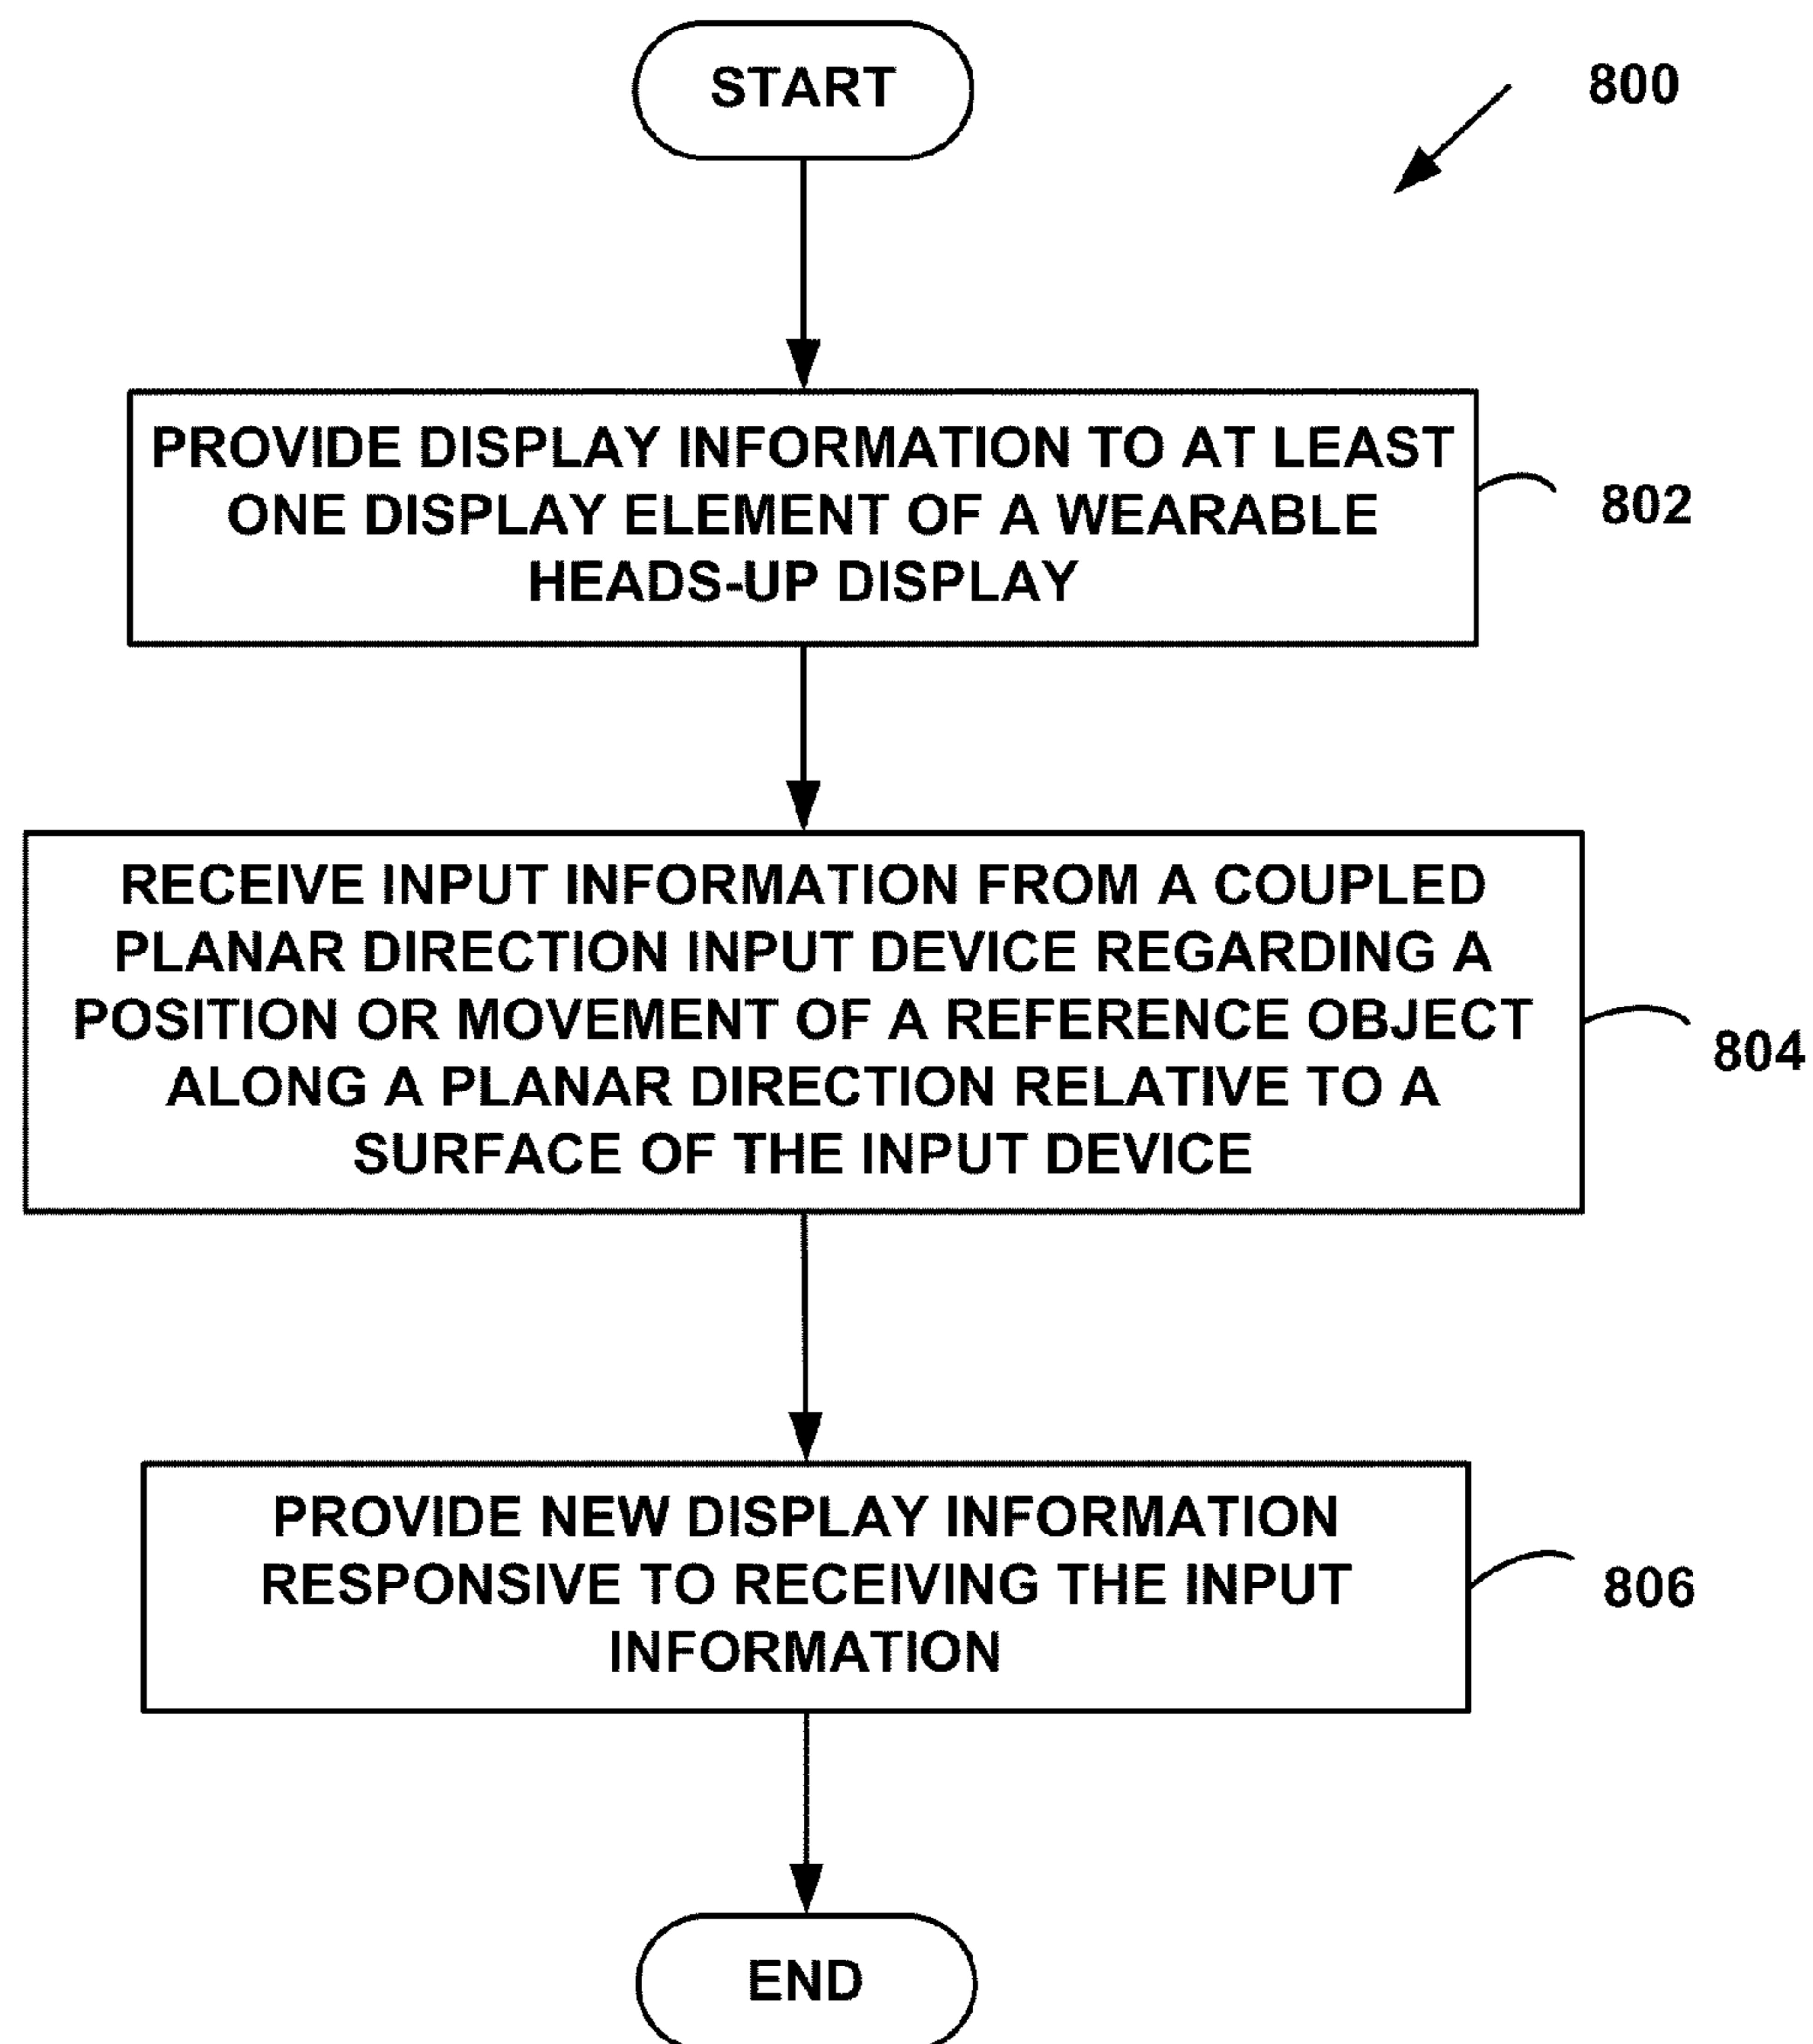 START
800
PROVIDE DISPLAY INFORMATION TO AT LEAST
ONE DISPLAY ELEMENT OF A WEARABLE
HEADS-UP DISPLAY
802
RECEIVE INPUT INFORMATION FROM A COUPLED
PLANAR DIRECTION INPUT DEVICE REGARDING A
POSITION OR MOVEMENT OF A REFERENCE OBJECT
ALONG A PLANAR DIRECTION RELATIVE TO A
SURFACE OF THE INPUT DEVICE
804
PROVIDE NEW DISPLAY INFORMATION
RESPONSIVE TO RECEIVING THE INPUT
INFORMATION
806
END